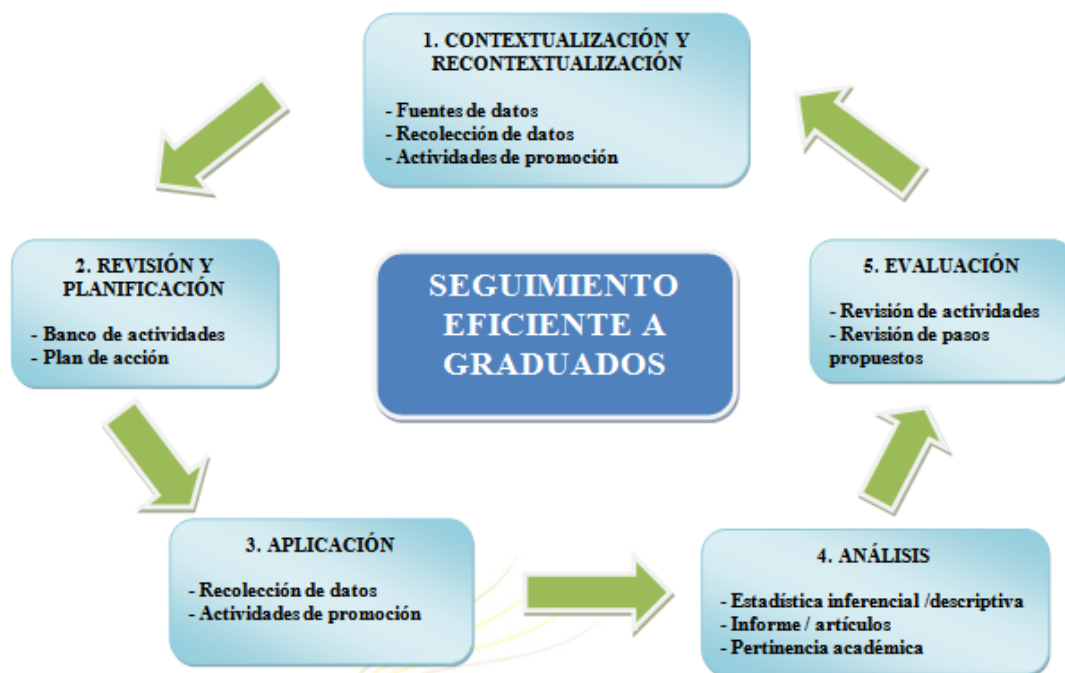 1. CONTEXTUALIZACIÓN Y
RECONTEXTUALIZACIÓN
- Fuentes de datos
- Recolección de datos
- Actividades de promoción
2. REVISIÓN Y
PLANIFICACIÓN
- Banco de actividades
- Plan de acción
SEGUIMIENTO
EFICIENTE A
GRADUADOS
5. EVALUACIÓN
- Revisión de actividades
- Revisión de pasos
propuestos
3. APLICACIÓN
- Recolección de datos
- Actividades de promoción
4. ANÁLISIS
- Estadística inferencial /descriptiva
- Informe / artículos
- Pertinencia académica